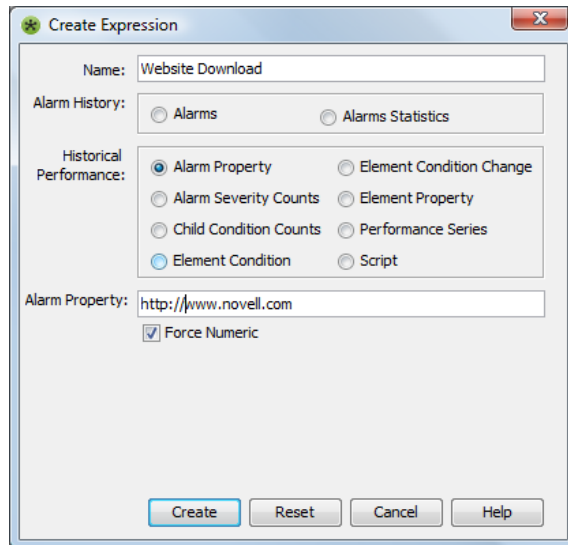 Create Expression
Name: Website Download
Alarm History: Alarms Alarms Statistics
Historical
Performance:
Alarm Property Element Condition Change
Alarm Severity Counts Element Property
Child Condition Counts Performance Series
Element Condition Script
Alarm Property: http://www.novell.com
Force Numeric
Create Reset Cancel Help